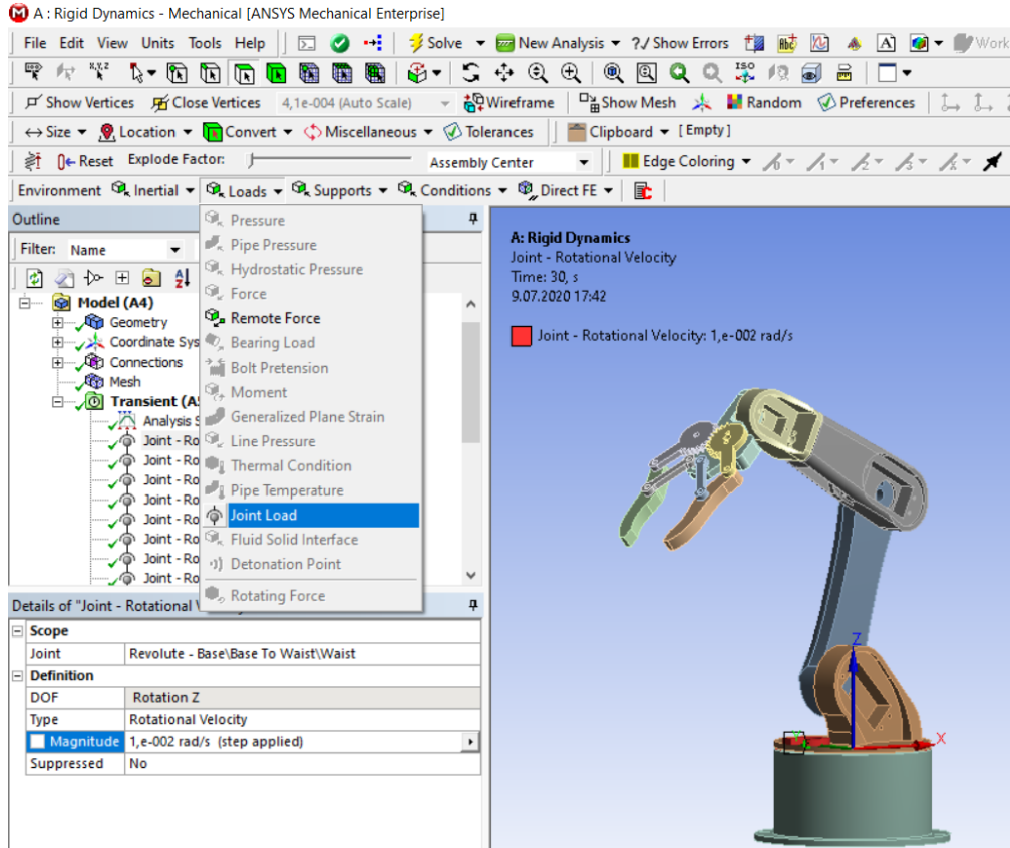 A : Rigid Dynamics - Mechanical [ANSYS Mechanical Enterprise]
File Edit View Units Tools Help Solve New Analysis ?/ Show Errors Work
Show Vertices Close Vertices 4,1e-004 (Auto Scale) Wireframe Show Mesh Random Preferences
Size Location Convert Miscellaneous Tolerances Clipboard [Empty]
Reset Explode Factor: Assembly Center Edge Coloring
Environment Inertial Loads Supports Conditions Direct FE
Outline
Filter: Name
Model (A4)
Geometry
Coordinate Sys
Connections
Mesh
Transient (A5
Analysis S
Joint - Ro
Joint - Ro
Joint - Ro
Joint - Ro
Joint - Ro
Joint - Ro
Joint - Ro
Joint - Ro
Pressure
Pipe Pressure
Hydrostatic Pressure
Force
Remote Force
Bearing Load
Bolt Pretension
Moment
Generalized Plane Strain
Line Pressure
Thermal Condition
Pipe Temperature
Joint Load
Fluid Solid Interface
Detonation Point
Rotating Force
Details of "Joint - Rotational
Scope
Joint Revolute - Base\Base To Waist\Waist
Definition
DOF Rotation Z
Type Rotational Velocity
Magnitude 1,e-002 rad/s (step applied)
Suppressed No
A: Rigid Dynamics
Joint - Rotational Velocity
Time: 30, s
9.07.2020 17:42
Joint - Rotational Velocity: 1,e-002 rad/s
Z
X